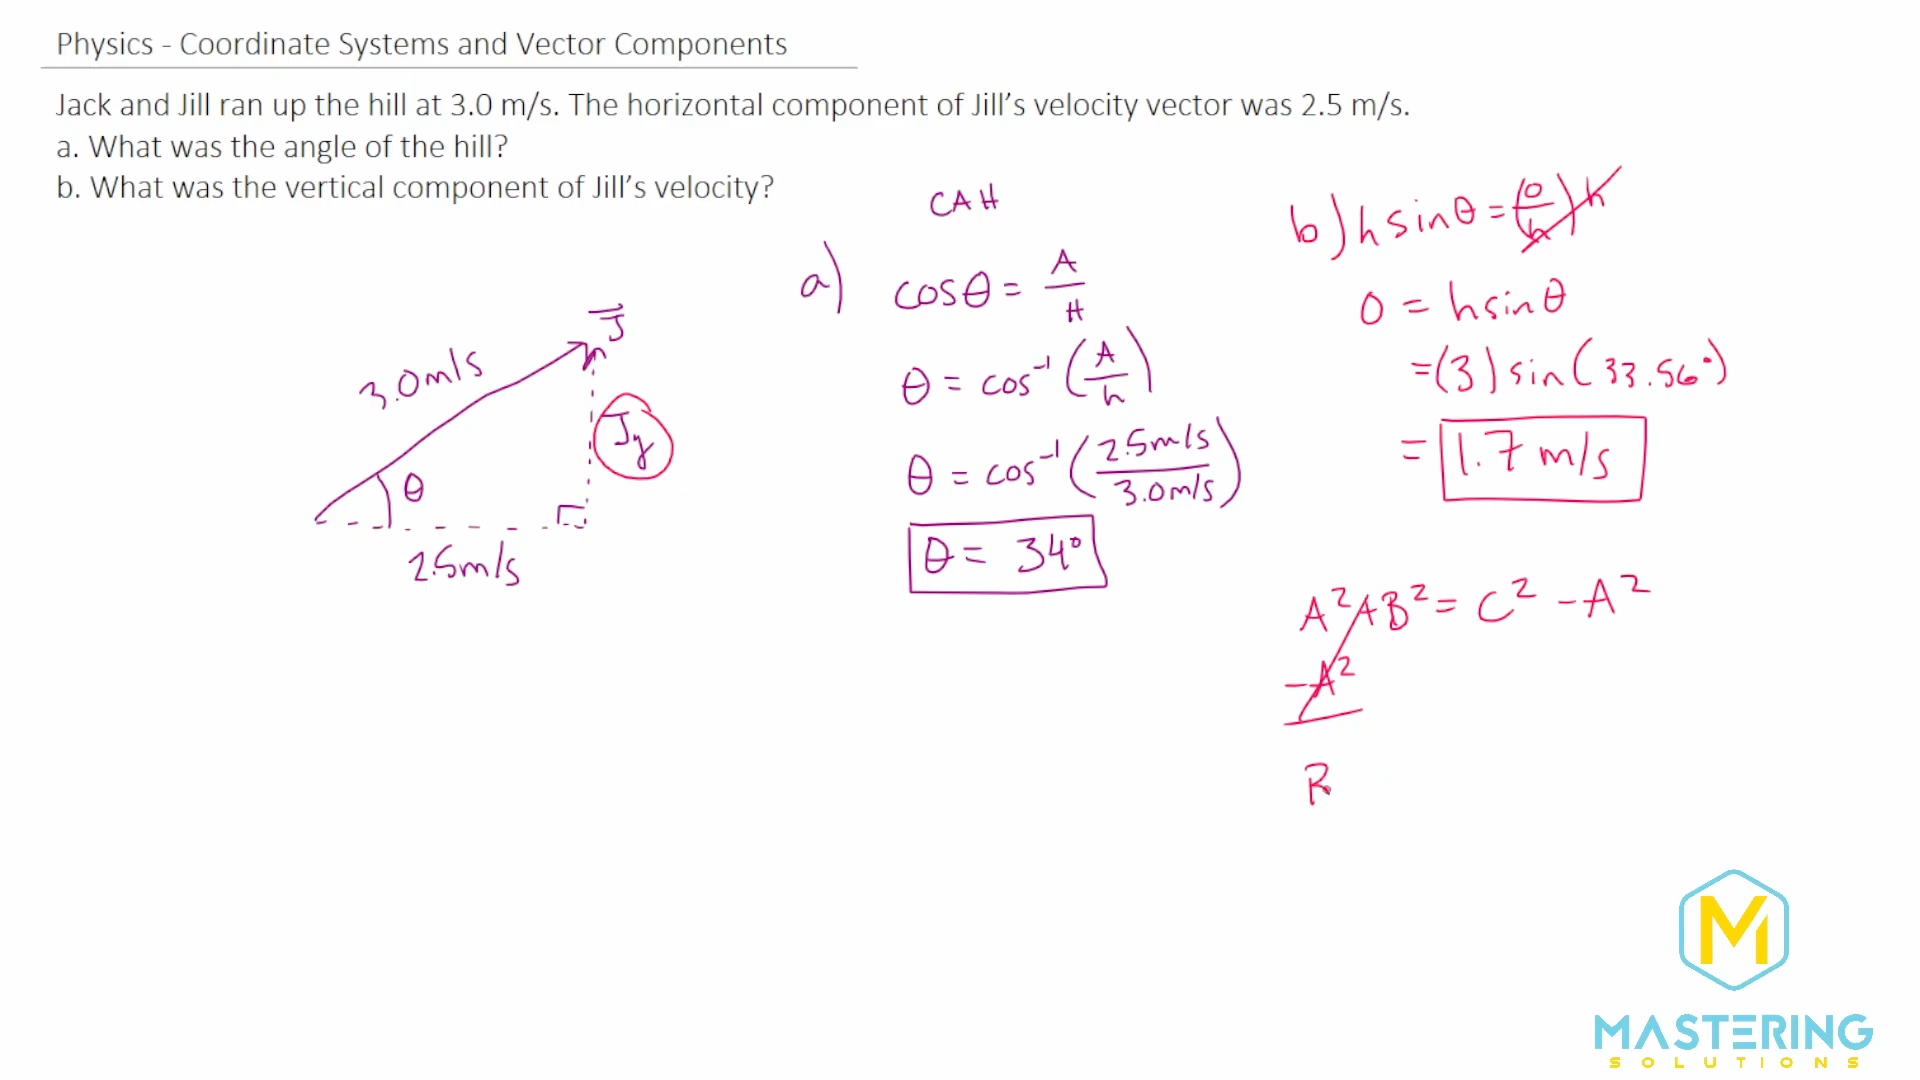 Physics - Coordinate Systems and Vector Components
Jack and Jill ran up the hill at 3.0 m/s. The horizontal component of Jill’s velocity vector was 2.5 m/s.
a. What was the angle of the hill?
b. What was the vertical component of Jill’s velocity?
3.0m/s
J⃗
Jy
θ
2.5m/s
CAH
a) cosθ = A/H
θ = cos⁻¹(A/h)
θ = cos⁻¹(2.5m/s / 3.0m/s)
θ = 34°
b) h sinθ = (o/h) h
O = h sinθ
= (3) sin(33.56°)
= 1.7 m/s
A² + B² = C² - A²
-A²
B
MASTERING
SOLUTIONS